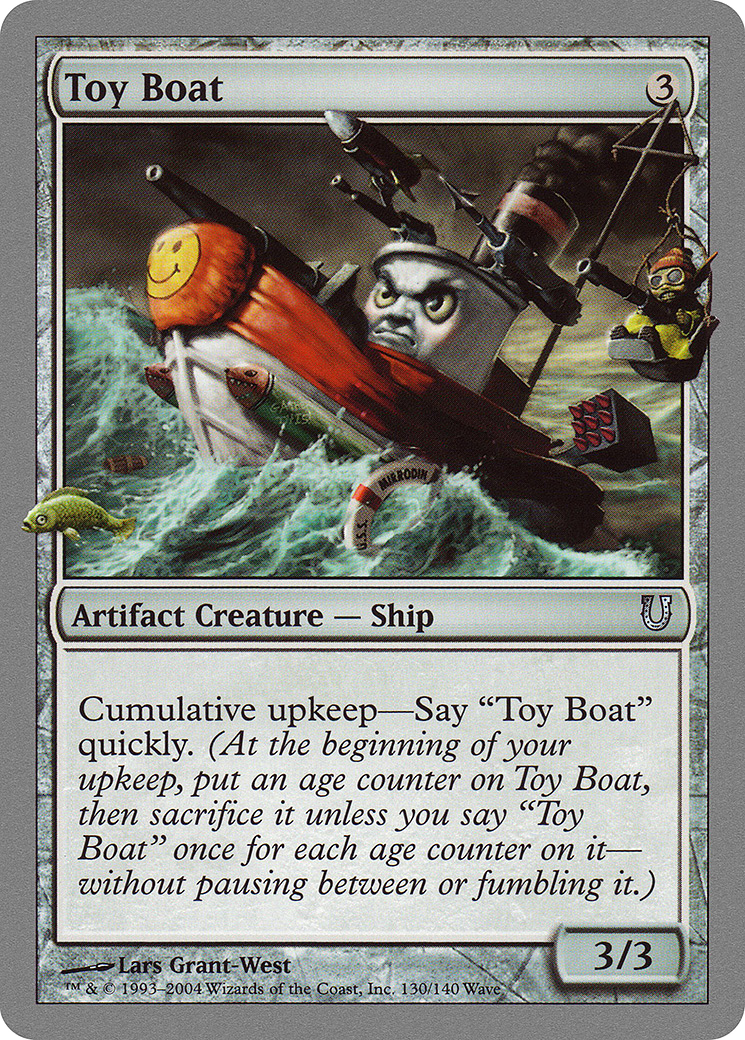 Toy Boat
3
MIRRODIN
U.S.S.
Artifact Creature — Ship
Cumulative upkeep—Say “Toy Boat”
quickly. (At the beginning of your
upkeep, put an age counter on Toy Boat,
then sacrifice it unless you say “Toy
Boat” once for each age counter on it—
without pausing between or fumbling it.)
3/3
Lars Grant-West
™ & © 1993–2004 Wizards of the Coast, Inc. 130/140 Wave